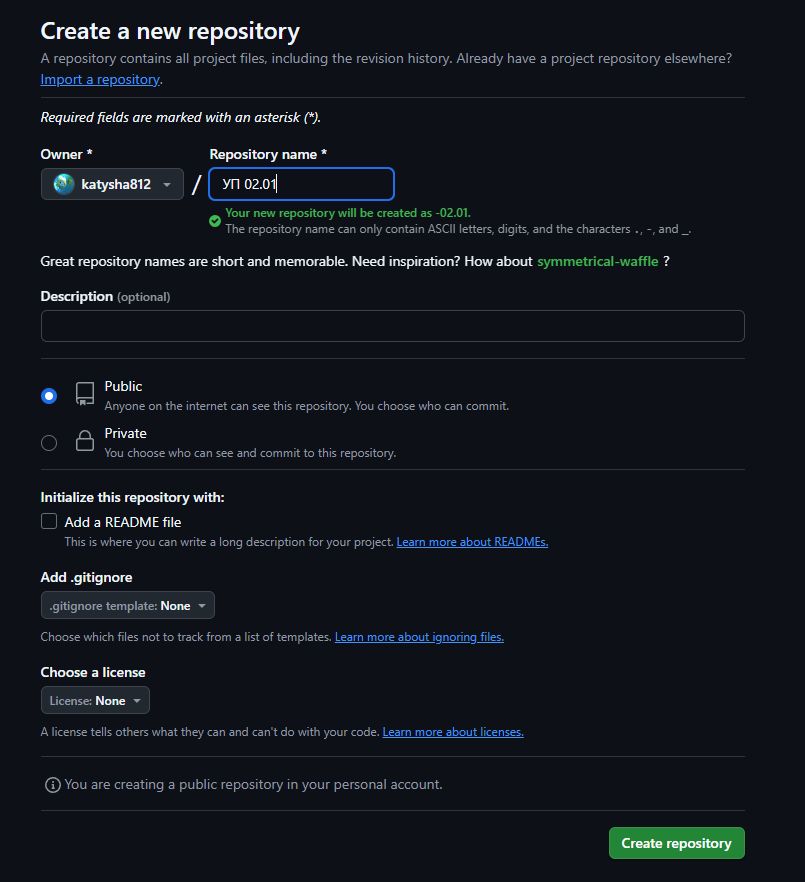 Create a new repository
A repository contains all project files, including the revision history. Already have a project repository elsewhere?
Import a repository.
Required fields are marked with an asterisk (*).
Owner *
Repository name *
katysha812
/
УП 02.01
Your new repository will be created as -02.01.
The repository name can only contain ASCII letters, digits, and the characters ., -, and _.
Great repository names are short and memorable. Need inspiration? How about symmetrical-waffle ?
Description (optional)
Public
Anyone on the internet can see this repository. You choose who can commit.
Private
You choose who can see and commit to this repository.
Initialize this repository with:
Add a README file
This is where you can write a long description for your project. Learn more about READMEs.
Add .gitignore
.gitignore template: None
Choose which files not to track from a list of templates. Learn more about ignoring files.
Choose a license
License: None
A license tells others what they can and can't do with your code. Learn more about licenses.
You are creating a public repository in your personal account.
Create repository